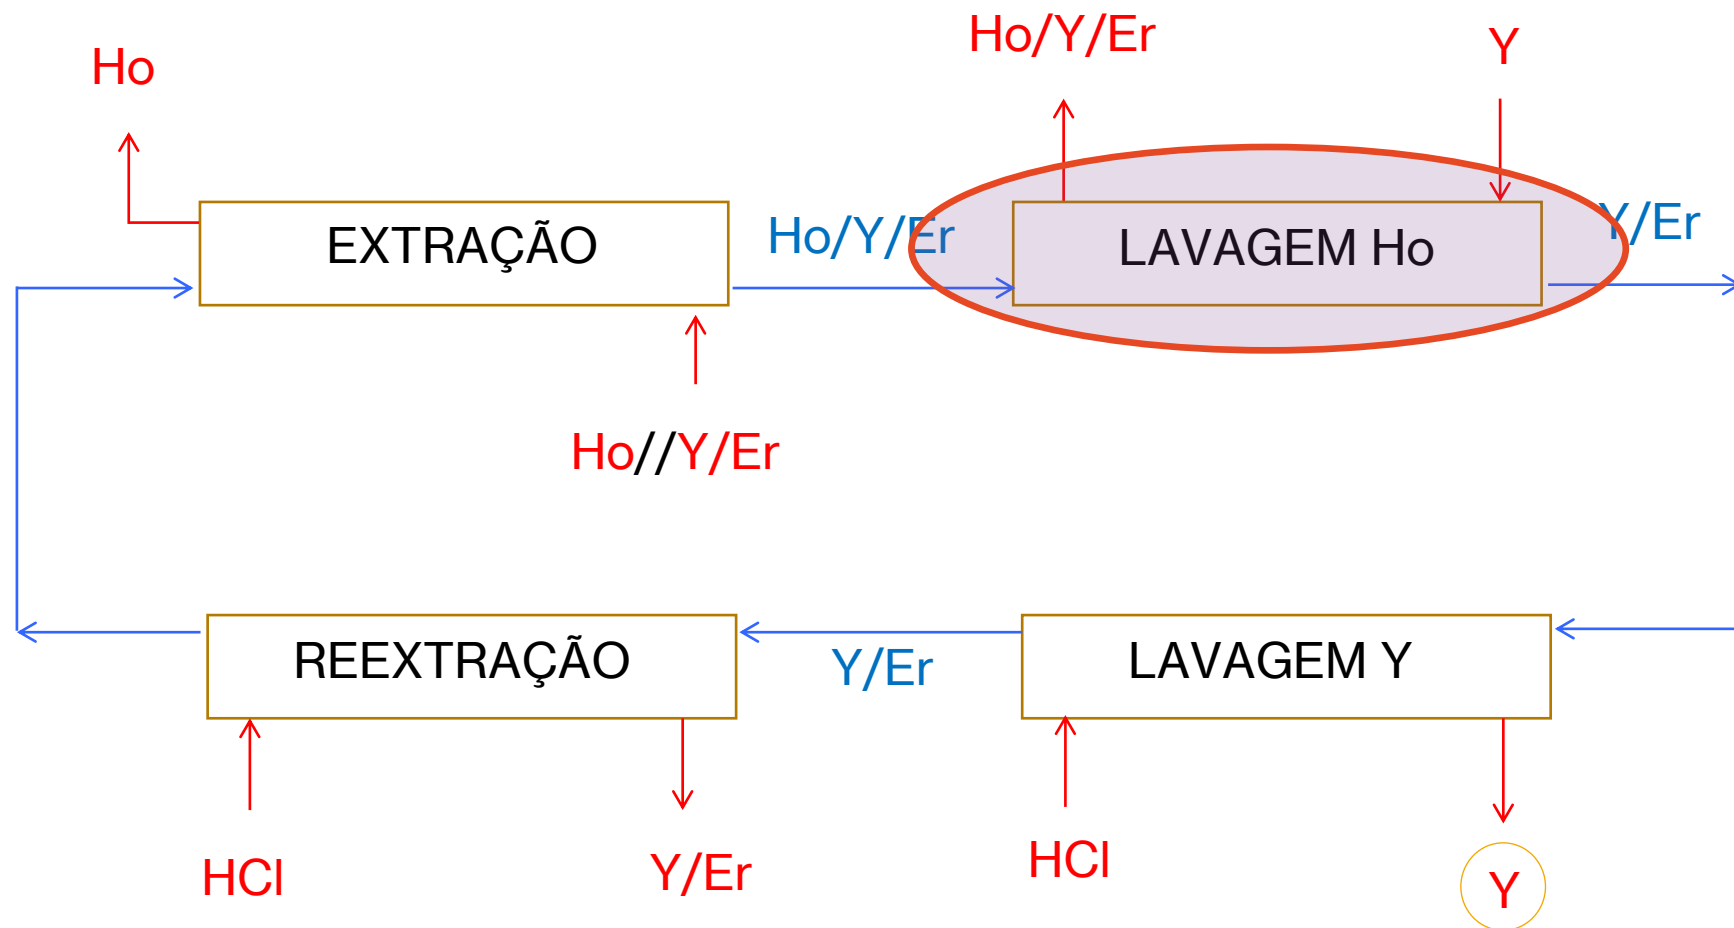 Ho
Ho/Y/Er
Y
EXTRAÇÃO
Ho/Y/Er
LAVAGEM Ho
Y/Er
Ho//Y/Er
REEXTRAÇÃO
Y/Er
LAVAGEM Y
HCl
Y/Er
HCl
Y